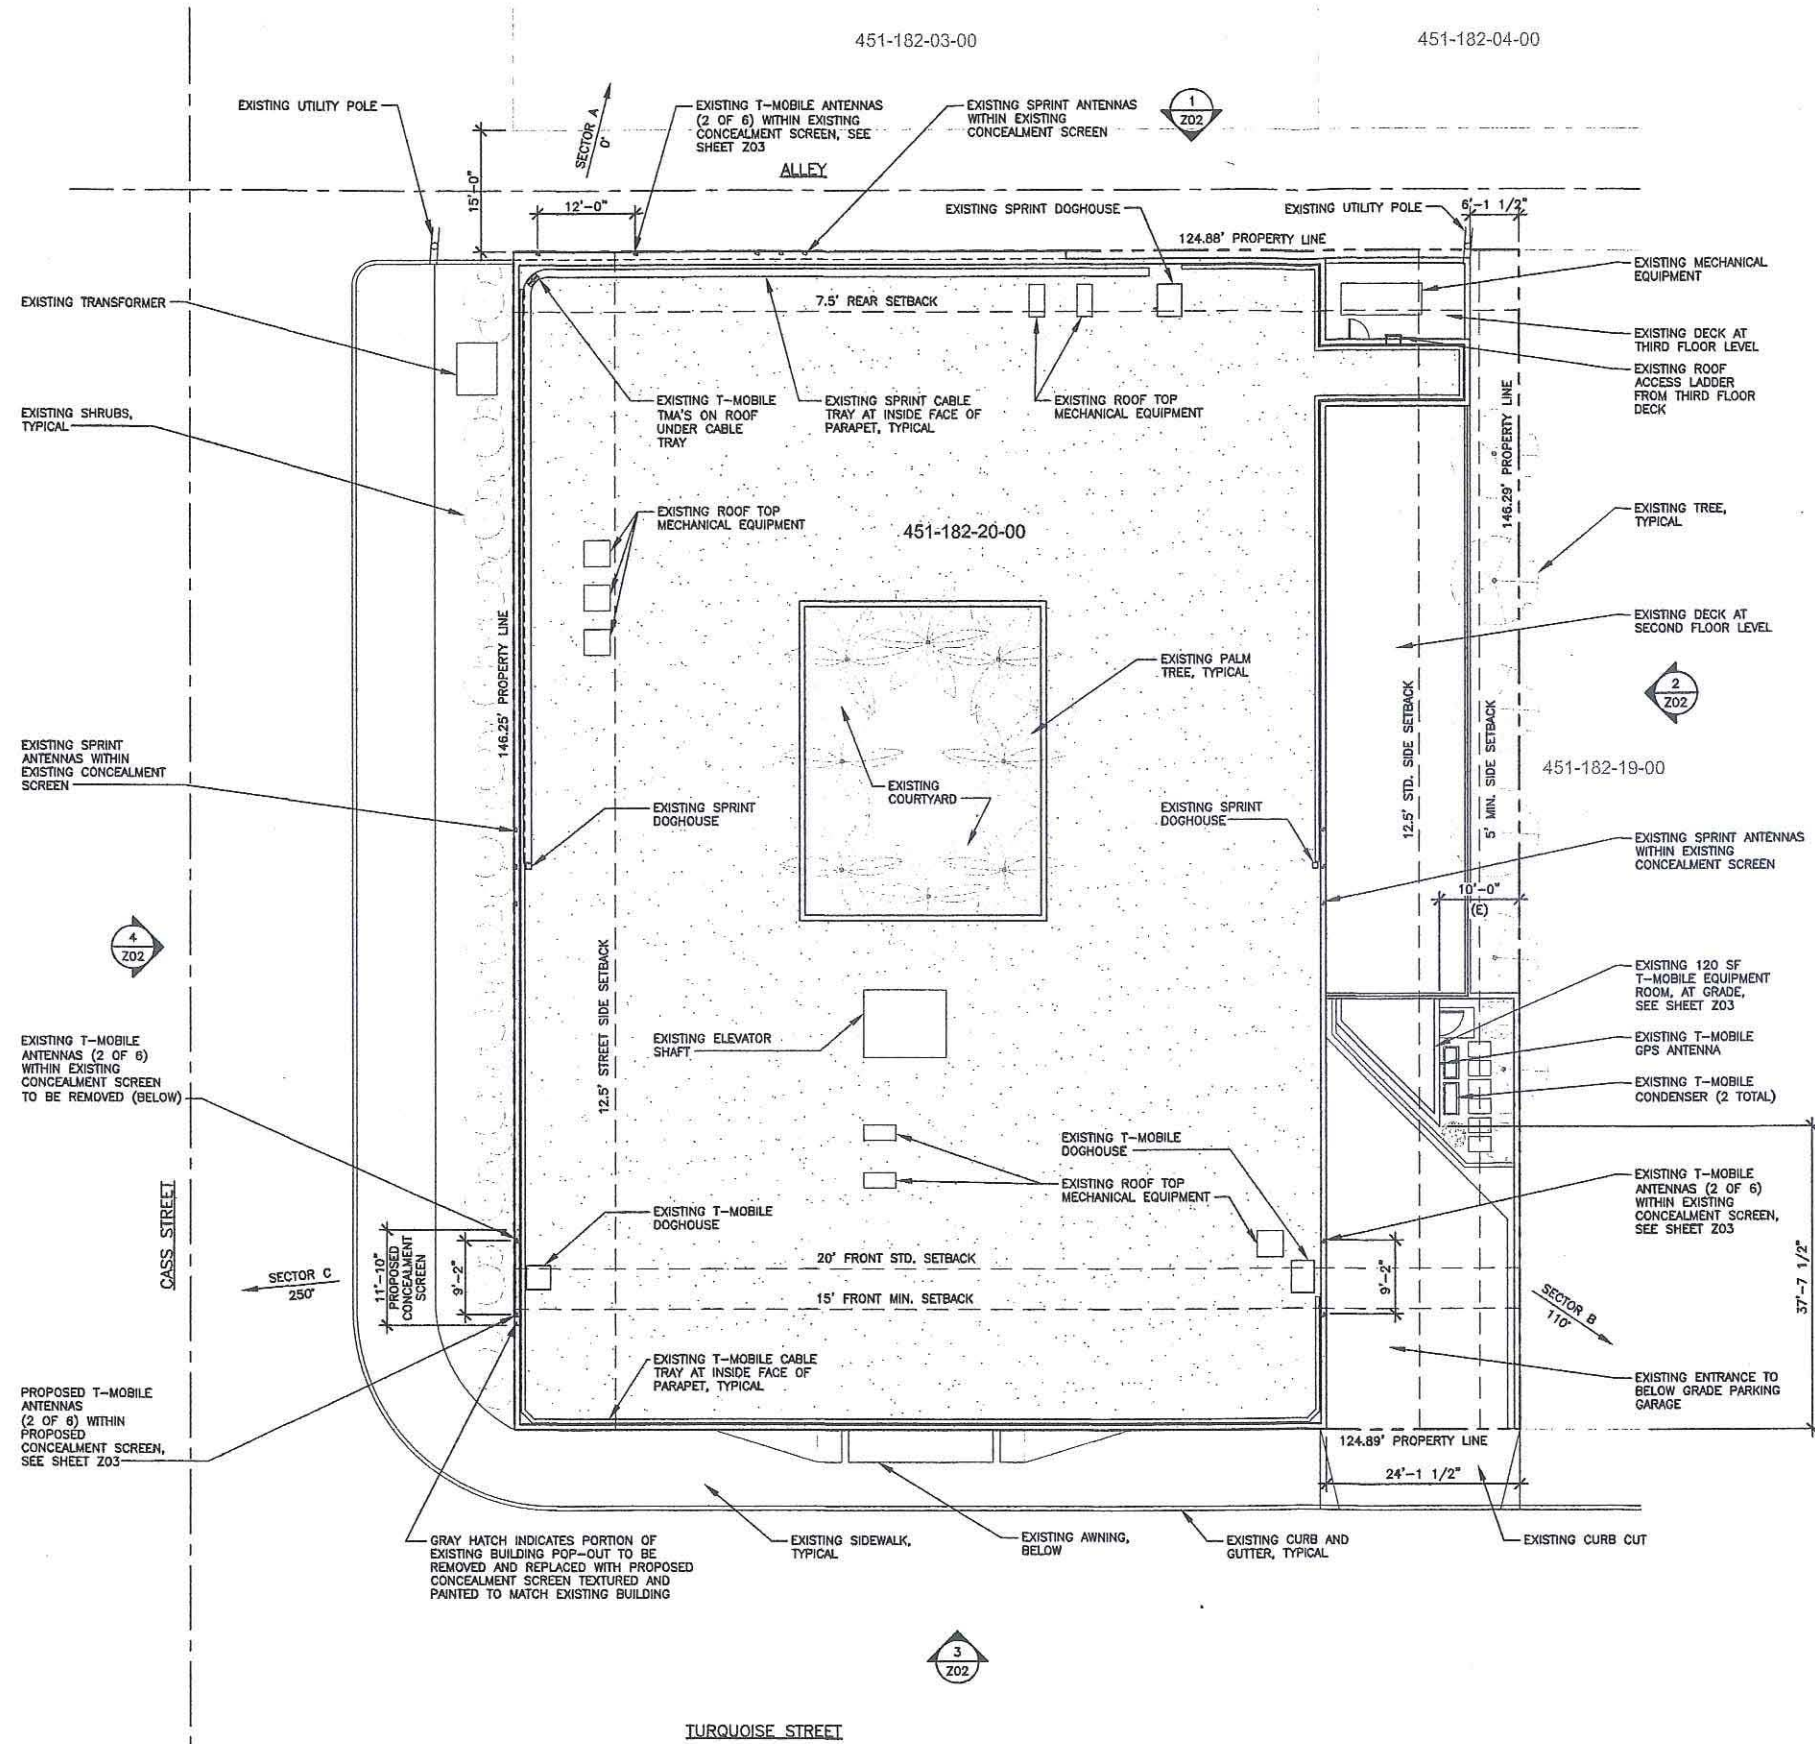 451-182-03-00
451-182-04-00
EXISTING UTILITY POLE
SECTOR A
0°
EXISTING T-MOBILE ANTENNAS
(2 OF 6) WITHIN EXISTING
CONCEALMENT SCREEN, SEE
SHEET Z03
EXISTING SPRINT ANTENNAS
WITHIN EXISTING
CONCEALMENT SCREEN
1
Z02
ALLEY
15'-0"
12'-0"
EXISTING SPRINT DOGHOUSE
EXISTING UTILITY POLE
6'-1 1/2"
124.88' PROPERTY LINE
EXISTING MECHANICAL
EQUIPMENT
EXISTING TRANSFORMER
7.5' REAR SETBACK
EXISTING DECK AT
THIRD FLOOR LEVEL
EXISTING ROOF
ACCESS LADDER
FROM THIRD FLOOR
DECK
EXISTING SHRUBS,
TYPICAL
EXISTING T-MOBILE
TMA'S ON ROOF
UNDER CABLE
TRAY
EXISTING SPRINT CABLE
TRAY AT INSIDE FACE OF
PARAPET, TYPICAL
EXISTING ROOF TOP
MECHANICAL EQUIPMENT
146.29' PROPERTY LINE
EXISTING ROOF TOP
MECHANICAL EQUIPMENT
451-182-20-00
EXISTING TREE,
TYPICAL
146.25' PROPERTY LINE
EXISTING DECK AT
SECOND FLOOR LEVEL
EXISTING PALM
TREE, TYPICAL
2
Z02
12.5' STD. SIDE SETBACK
5' MIN. SIDE SETBACK
451-182-19-00
EXISTING SPRINT
ANTENNAS WITHIN
EXISTING CONCEALMENT
SCREEN
EXISTING
COURTYARD
EXISTING SPRINT
DOGHOUSE
EXISTING SPRINT
DOGHOUSE
EXISTING SPRINT ANTENNAS
WITHIN EXISTING
CONCEALMENT SCREEN
10'-0"
(E)
4
Z02
12.5' STREET SIDE SETBACK
EXISTING 120 SF
T-MOBILE EQUIPMENT
ROOM, AT GRADE,
SEE SHEET Z03
EXISTING ELEVATOR
SHAFT
EXISTING T-MOBILE
GPS ANTENNA
EXISTING T-MOBILE
ANTENNAS (2 OF 6)
WITHIN EXISTING
CONCEALMENT SCREEN
TO BE REMOVED (BELOW)
EXISTING T-MOBILE
CONDENSER (2 TOTAL)
EXISTING T-MOBILE
DOGHOUSE
EXISTING ROOF TOP
MECHANICAL EQUIPMENT
EXISTING T-MOBILE
ANTENNAS (2 OF 6)
WITHIN EXISTING
CONCEALMENT SCREEN,
SEE SHEET Z03
CASS STREET
EXISTING T-MOBILE
DOGHOUSE
11'-10"
PROPOSED
CONCEALMENT
SCREEN
9'-2"
SECTOR C
250°
20' FRONT STD. SETBACK
15' FRONT MIN. SETBACK
9'-2"
SECTOR B
110°
37'-7 1/2"
EXISTING T-MOBILE CABLE
TRAY AT INSIDE FACE OF
PARAPET, TYPICAL
EXISTING ENTRANCE TO
BELOW GRADE PARKING
GARAGE
PROPOSED T-MOBILE
ANTENNAS
(2 OF 6) WITHIN
PROPOSED
CONCEALMENT SCREEN,
SEE SHEET Z03
124.89' PROPERTY LINE
24'-1 1/2"
GRAY HATCH INDICATES PORTION OF
EXISTING BUILDING POP-OUT TO BE
REMOVED AND REPLACED WITH PROPOSED
CONCEALMENT SCREEN TEXTURED AND
PAINTED TO MATCH EXISTING BUILDING
EXISTING SIDEWALK,
TYPICAL
EXISTING AWNING,
BELOW
EXISTING CURB AND
GUTTER, TYPICAL
EXISTING CURB CUT
3
Z02
TURQUOISE STREET